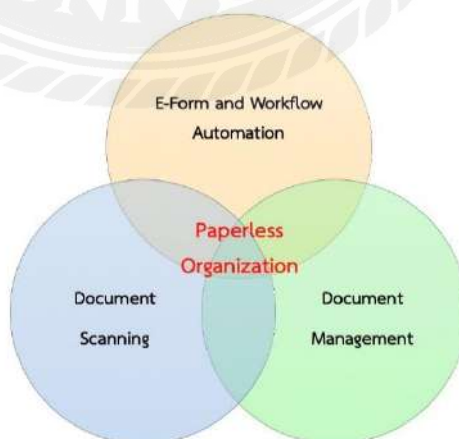 E-Form and Workflow
Automation
Paperless
Organization
Document
Scanning
Document
Management